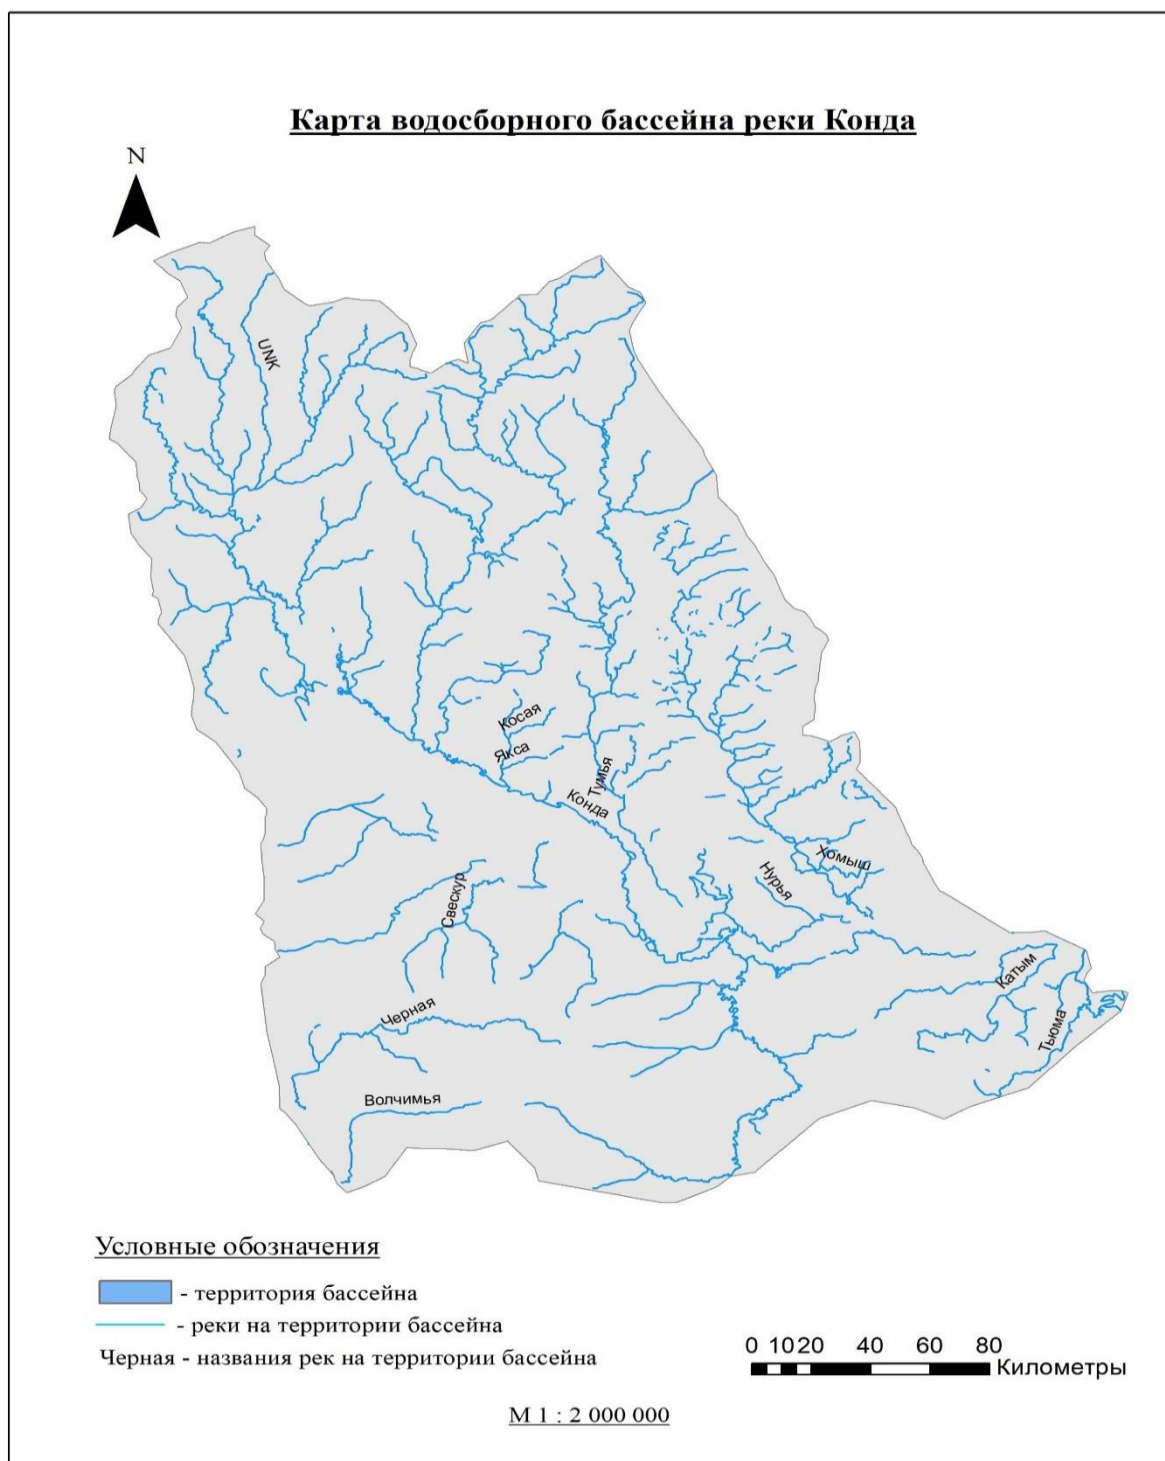 Карта водосборного бассейна реки Конда
N
UNK
Косая
Якса
Тумья
Конда
Хомыш
Нурья
Свескур
Катым
Черная
Тьюма
Волчимья
Условные обозначения
- территория бассейна
- реки на территории бассейна
Черная - названия рек на территории бассейна
0 10 20 40 60 80
Километры
М 1 : 2 000 000